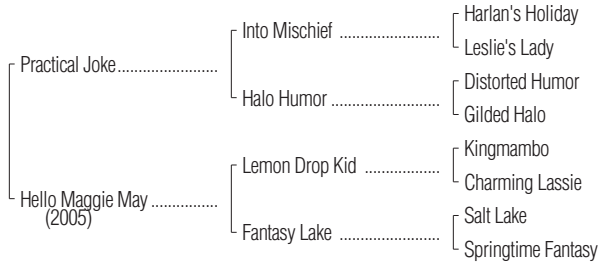 Harlan's Holiday
Into Mischief ....................
Leslie's Lady
Practical Joke....................
Distorted Humor
Halo Humor ......................
Gilded Halo
Kingmambo
Lemon Drop Kid ...............
Charming Lassie
Hello Maggie May .............
(2005)
Salt Lake
Fantasy Lake ....................
Springtime Fantasy